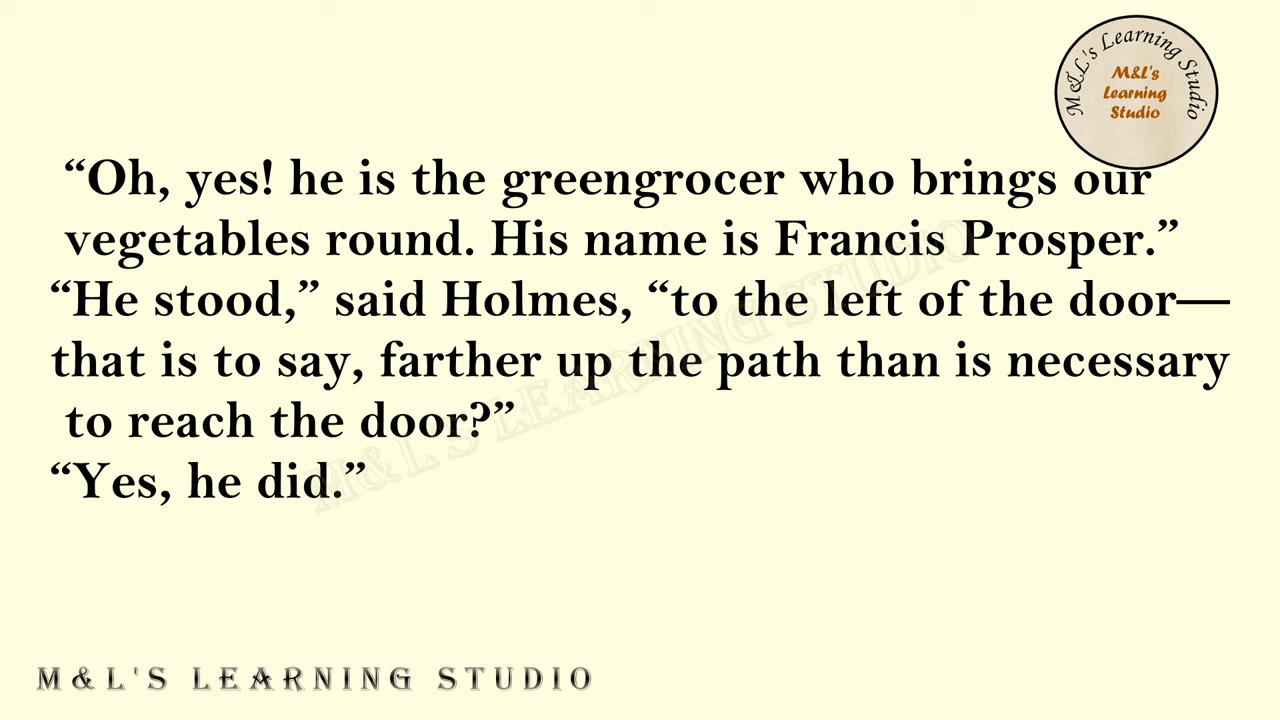 M&L's Learning Studio
M&L's
Learning
Studio
“Oh, yes! he is the greengrocer who brings our
vegetables round. His name is Francis Prosper.”
“He stood,” said Holmes, “to the left of the door—
that is to say, farther up the path than is necessary
to reach the door?”
“Yes, he did.”
M&L'S LEARNING STUDIO
M&L'S LEARNING STUDIO